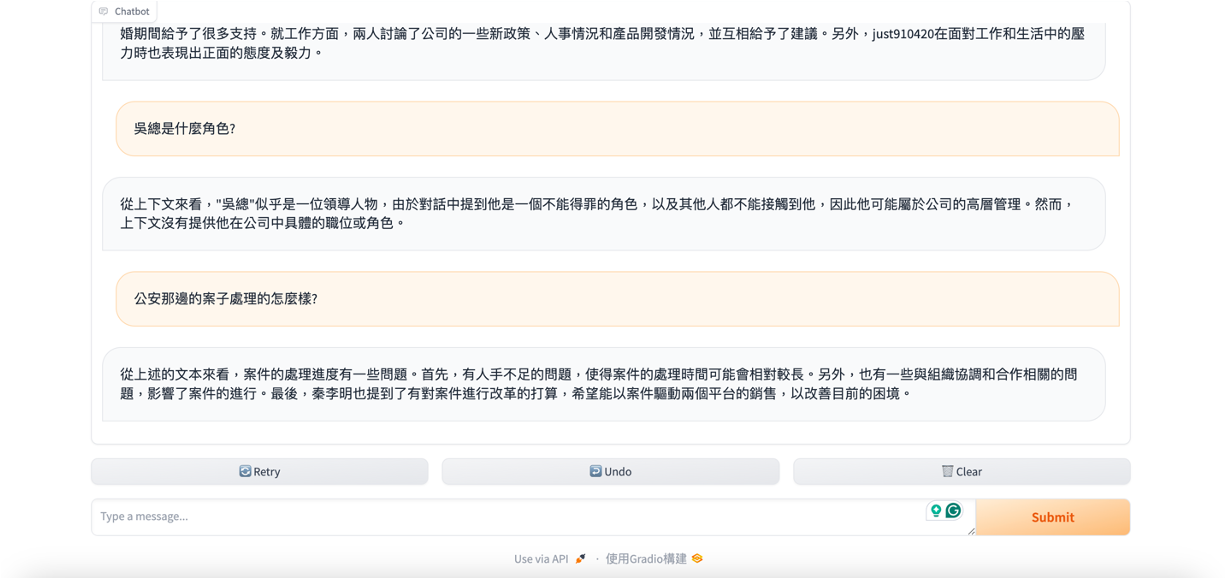 Chatbot
婚期間給予了很多支持。就工作方面，兩人討論了公司的一些新政策、人事情況和產品開發情況，並互相給予了建議。另外，just910420在面對工作和生活中的壓
力時也表現出正面的態度及毅力。
吳總是什麼角色?
從上下文來看，"吳總"似乎是一位領導人物，由於對話中提到他是一個不能得罪的角色，以及其他人都不能接觸到他，因此他可能屬於公司的高層管理。然而，
上下文沒有提供他在公司中具體的職位或角色。
公安那邊的案子處理的怎麼樣?
從上述的文本來看，案件的處理進度有一些問題。首先，有人手不足的問題，使得案件的處理時間可能會相對較長。另外，也有一些與組織協調和合作相關的問
題，影響了案件的進行。最後，秦李明也提到了有對案件進行改革的打算，希望能以案件驅動兩個平台的銷售，以改善目前的困境。
Retry
Undo
Clear
Type a message...
Submit
Use via API · 使用Gradio構建